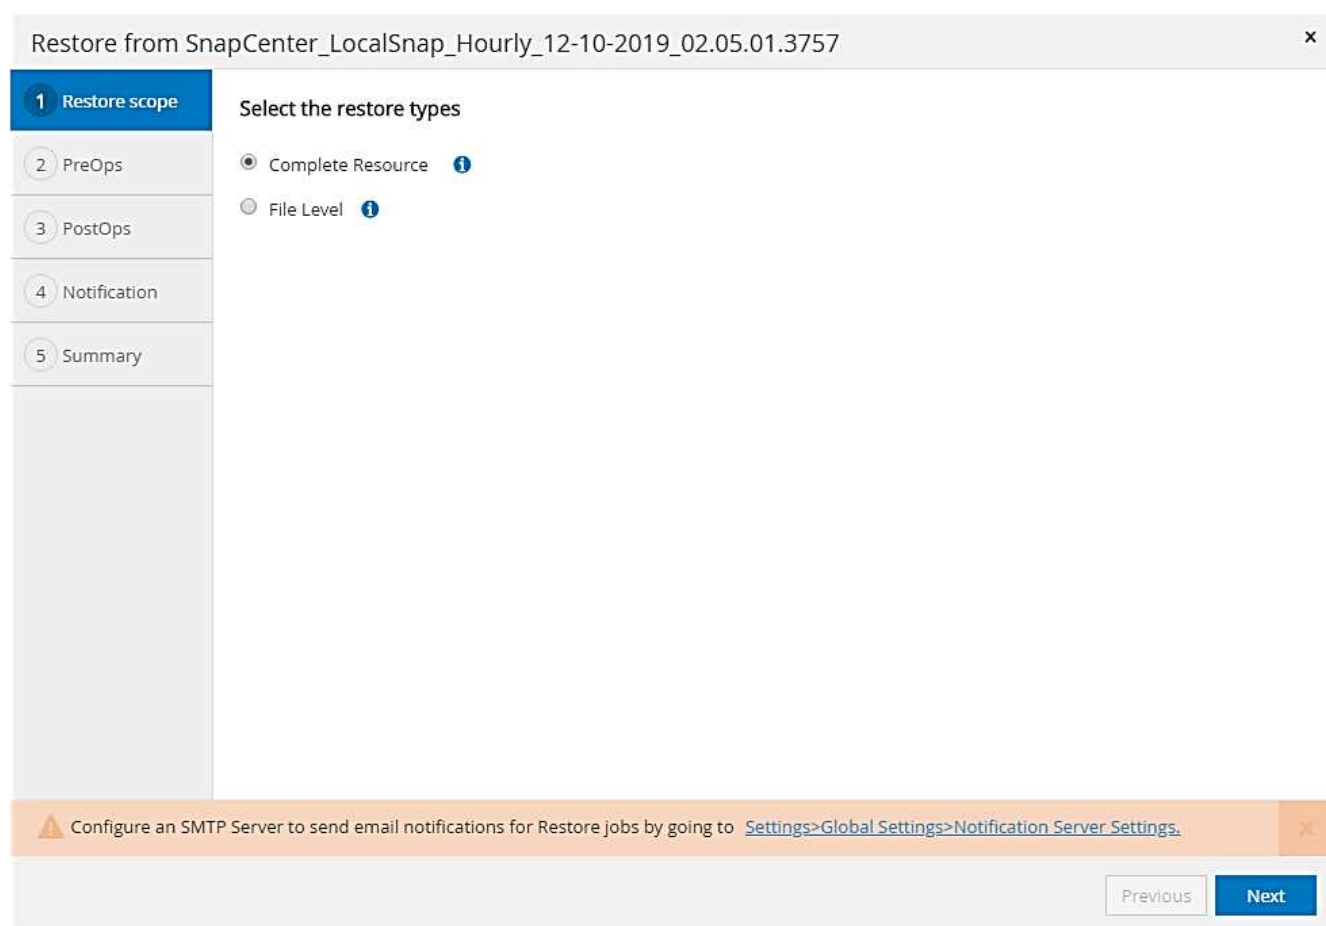 Restore from SnapCenter_LocalSnap_Hourly_12-10-2019_02.05.01.3757
x
1 Restore scope
2 PreOps
3 PostOps
4 Notification
5 Summary
Select the restore types
Complete Resource i
File Level i
Configure an SMTP Server to send email notifications for Restore jobs by going to Settings>Global Settings>Notification Server Settings.
x
Previous
Next